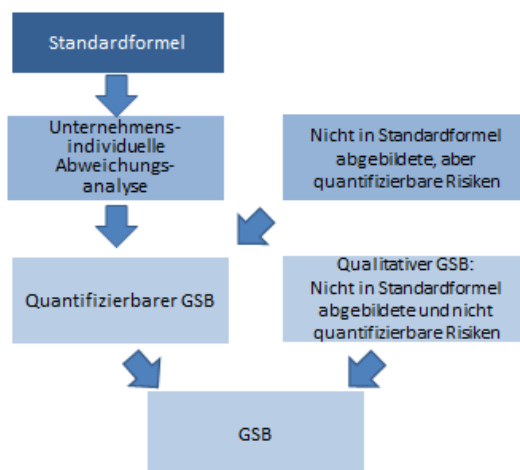 Standardformel
Unternehmens-
individuelle
Abweichungs-
analyse
Nicht in Standardformel
abgebildete, aber
quantifizierbare Risiken
Quantifizierbarer GSB
Qualitativer GSB:
Nicht in Standardformel
abgebildete und nicht
quantifizierbare Risiken
GSB